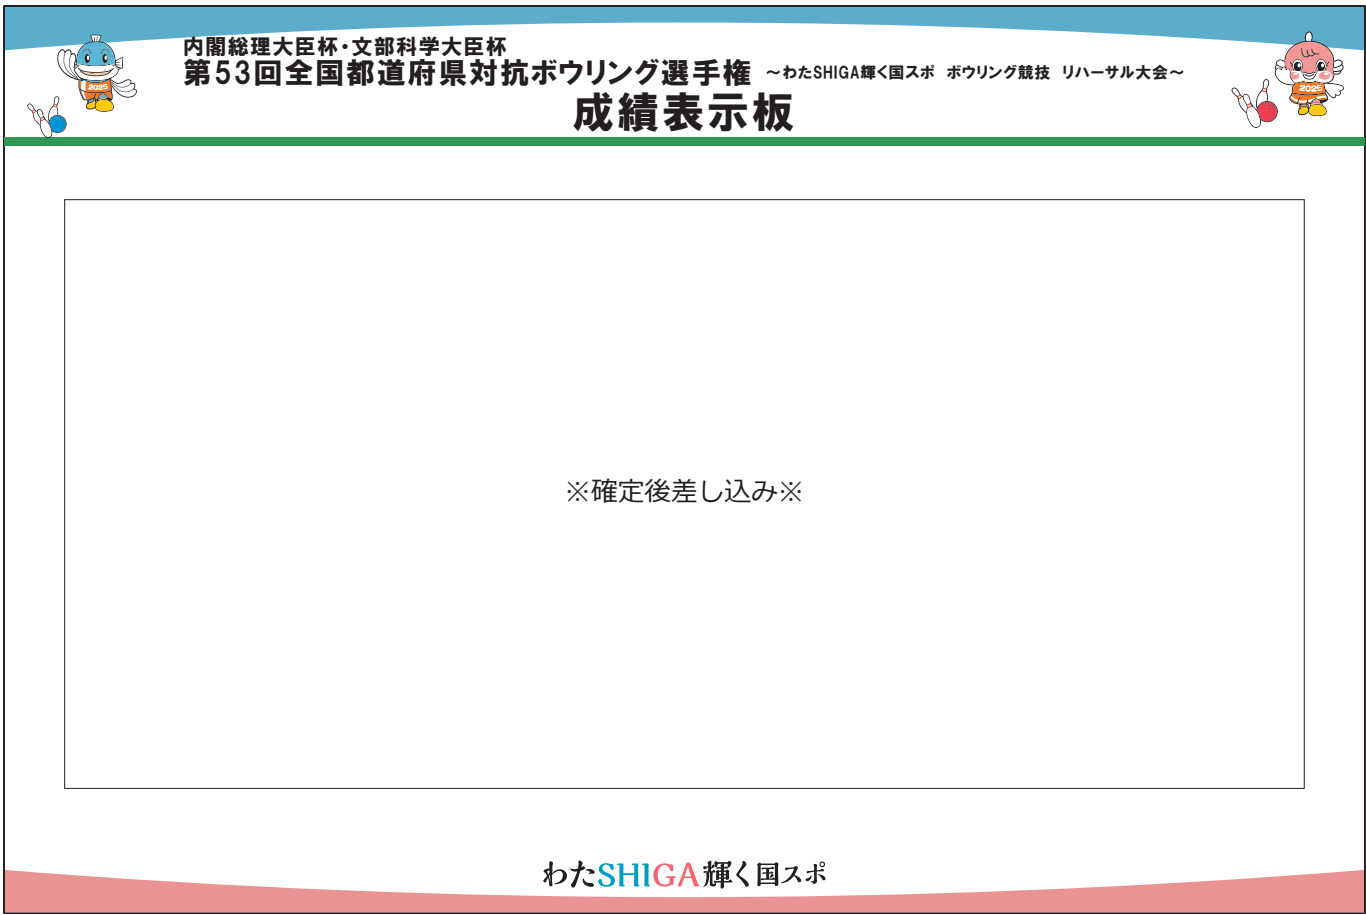 内閣総理大臣杯・文部科学大臣杯
第53回全国都道府県対抗ボウリング選手権 ～わたSHIGA輝く国スポ ボウリング競技 リハーサル大会～
成績表示板
2025
2025
※確定後差し込み※
わたSHIGA輝く国スポ